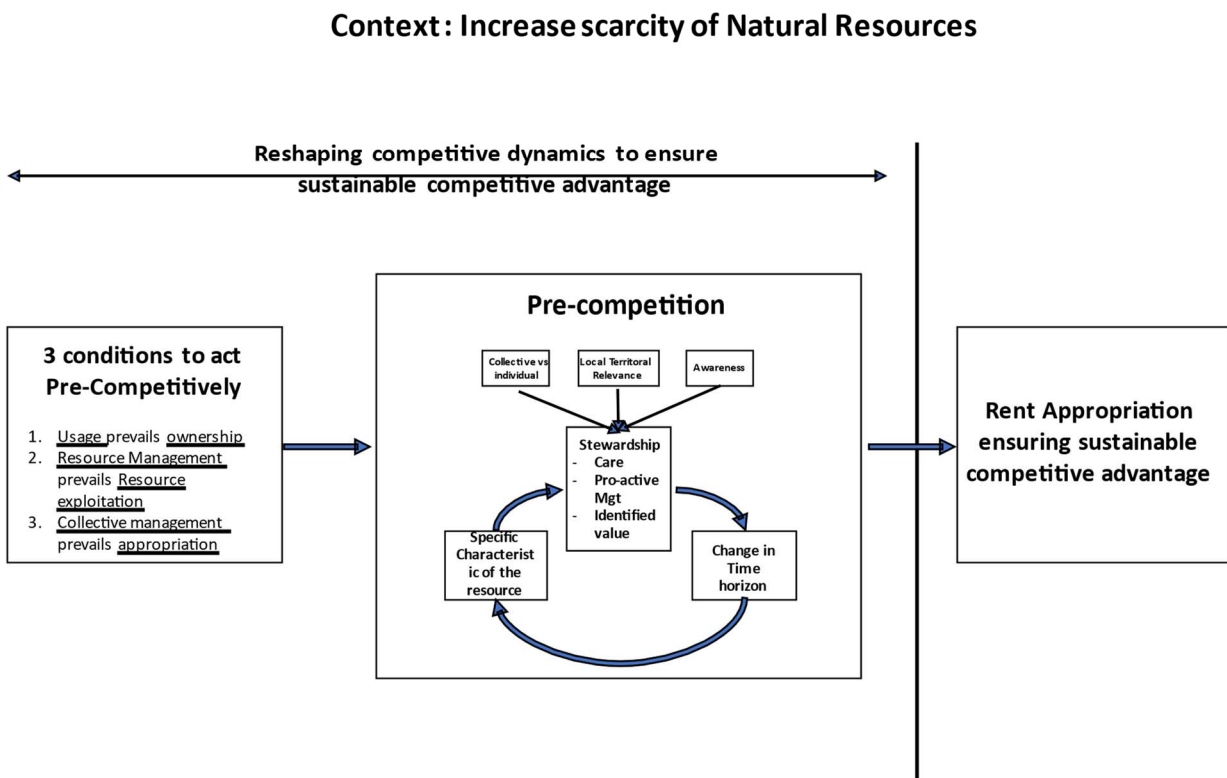 Context : Increase scarcity of Natural Resources
Reshaping competitive dynamics to ensure
sustainable competitive advantage
3 conditions to act
Pre-Competitively
1. Usage prevails ownership
2. Resource Management
prevails Resource
exploitation
3. Collective management
prevails appropriation
Pre-competition
Collective vs
individual
Local Territoral
Relevance
Awareness
Stewardship
- Care
- Pro-active
Mgt
- Identified
value
Specific
Characterist
ic of the
resource
Change in
Time
horizon
Rent Appropriation
ensuring sustainable
competitive advantage